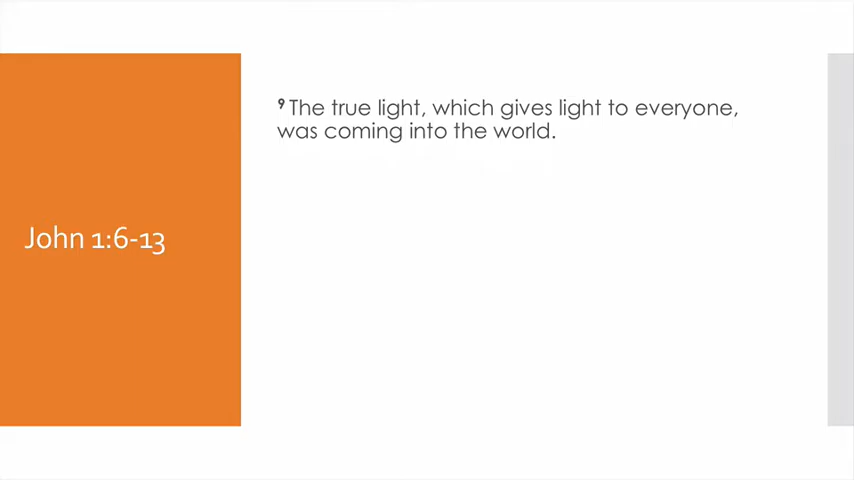 ⁹ The true light, which gives light to everyone,
was coming into the world.
John 1:6-13